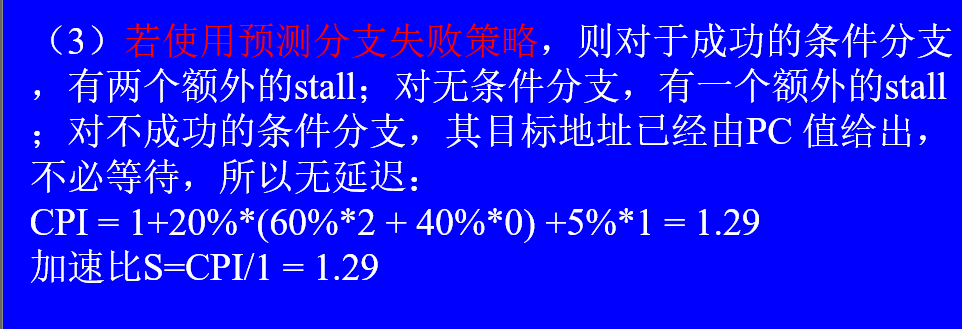 （3）若使用预测分支失败策略，则对于成功的条件分支
，有两个额外的stall；对无条件分支，有一个额外的stall
；对不成功的条件分支，其目标地址已经由PC 值给出，
不必等待，所以无延迟：
CPI = 1+20%*(60%*2 + 40%*0) +5%*1 = 1.29
加速比S=CPI/1 = 1.29